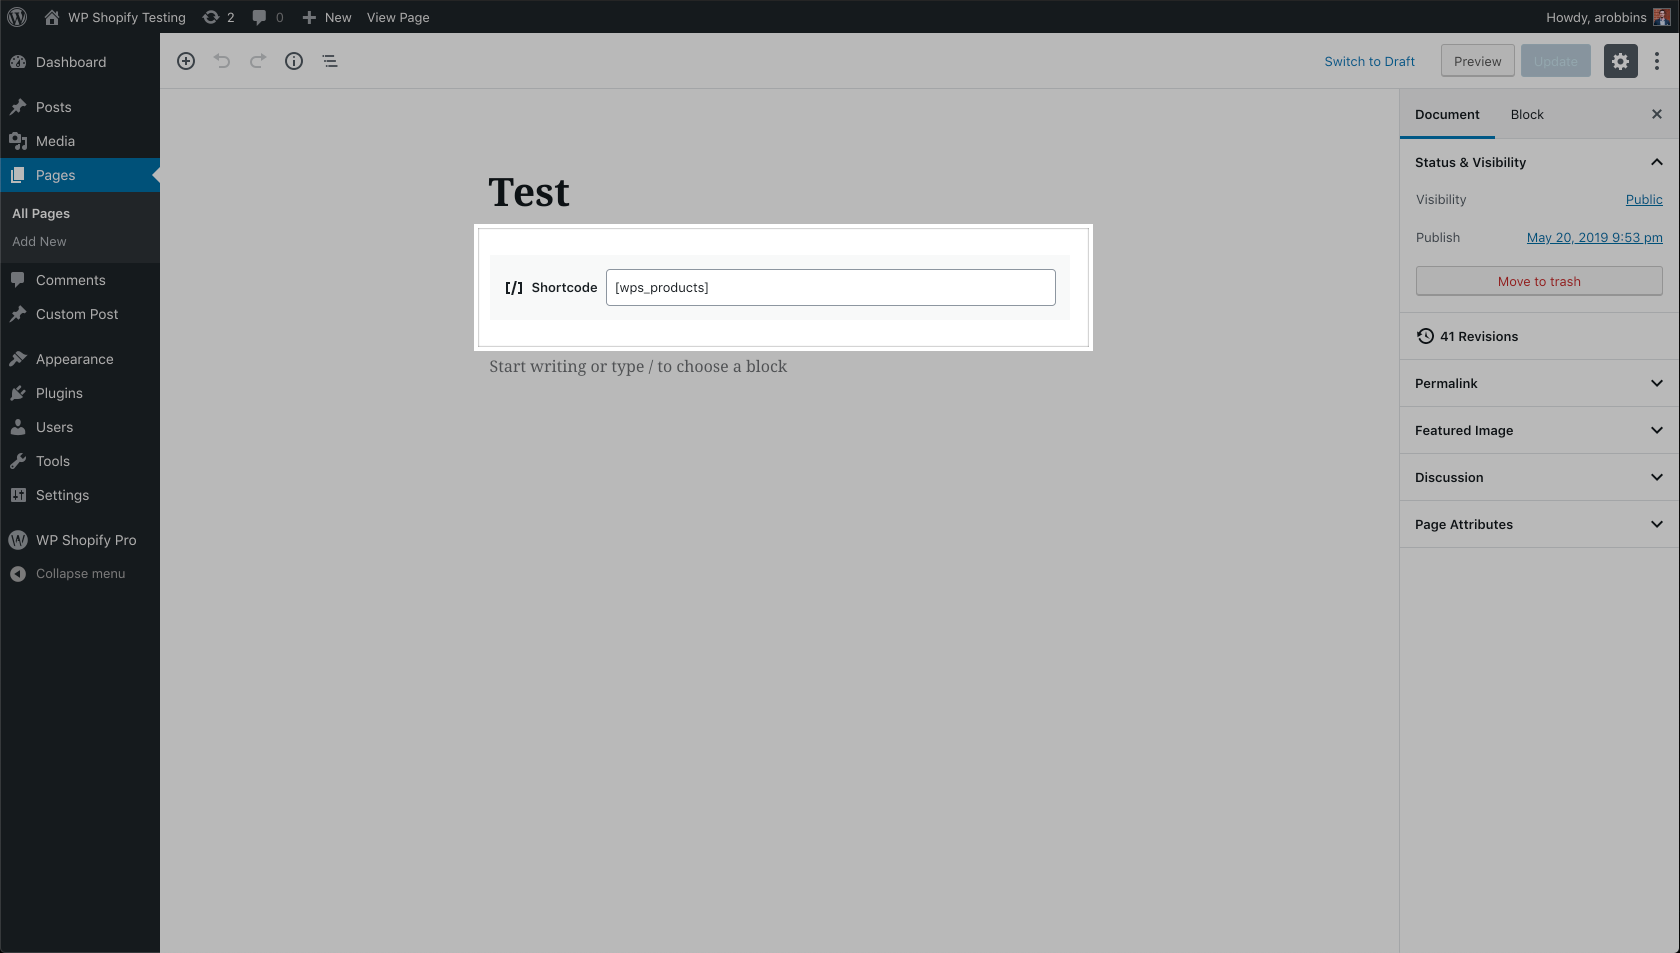 WP Shopify Testing 2 0 New View Page Howdy, arobbins
Dashboard
Posts
Media
Pages
All Pages
Add New
Comments
Custom Post
Appearance
Plugins
Users
Tools
Settings
WP Shopify Pro
Collapse menu
Switch to Draft Preview Update
Test
[/] Shortcode [wps_products]
Start writing or type / to choose a block
Document Block
Status & Visibility
Visibility Public
Publish May 20, 2019 9:53 pm
Move to trash
41 Revisions
Permalink
Featured Image
Discussion
Page Attributes